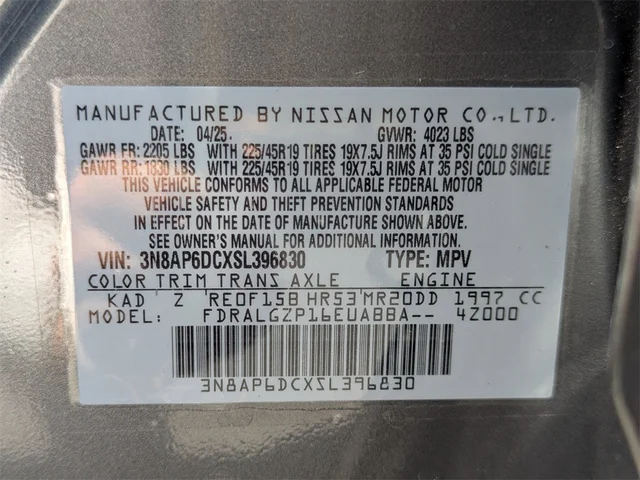 MANUFACTURED BY NISSAN MOTOR CO., LTD.
DATE: 04/25. GVWR: 4023 LBS
GAWR FR: 2205 LBS WITH 225/45R19 TIRES 19X7.5J RIMS AT 35 PSI COLD SINGLE
GAWR RR: 1830 LBS WITH 225/45R19 TIRES 19X7.5J RIMS AT 35 PSI COLD SINGLE
THIS VEHICLE CONFORMS TO ALL APPLICABLE FEDERAL MOTOR
VEHICLE SAFETY AND THEFT PREVENTION STANDARDS
IN EFFECT ON THE DATE OF MANUFACTURE SHOWN ABOVE.
SEE OWNER'S MANUAL FOR ADDITIONAL INFORMATION
VIN: 3N8AP6DCXSL396830 TYPE: MPV
COLOR TRIM TRANS AXLE ENGINE
KAD Z RE0F15B HR53 MR20DD 1997 CC
FDRALGZP16EUABBA-- 4Z000
3N8AP6DCXSL396830